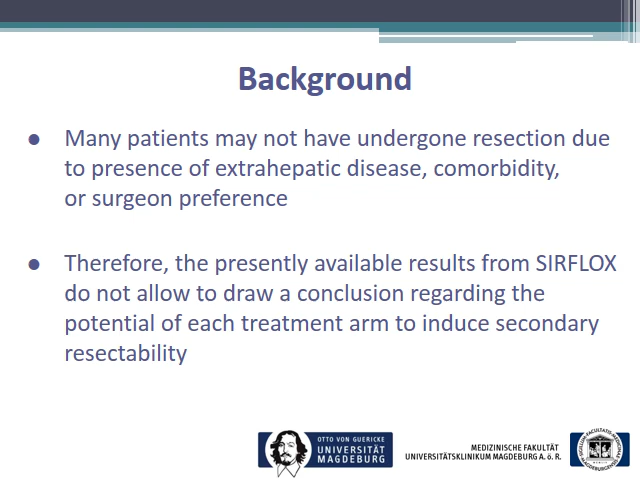 Background
● Many patients may not have undergone resection due
to presence of extrahepatic disease, comorbidity,
or surgeon preference
● Therefore, the presently available results from SIRFLOX
do not allow to draw a conclusion regarding the
potential of each treatment arm to induce secondary
resectability
OTTO VON GUERICKE
UNIVERSITÄT
MAGDEBURG
MEDIZINISCHE FAKULTÄT
UNIVERSITÄTSKLINIKUM MAGDEBURG A. ö. R.